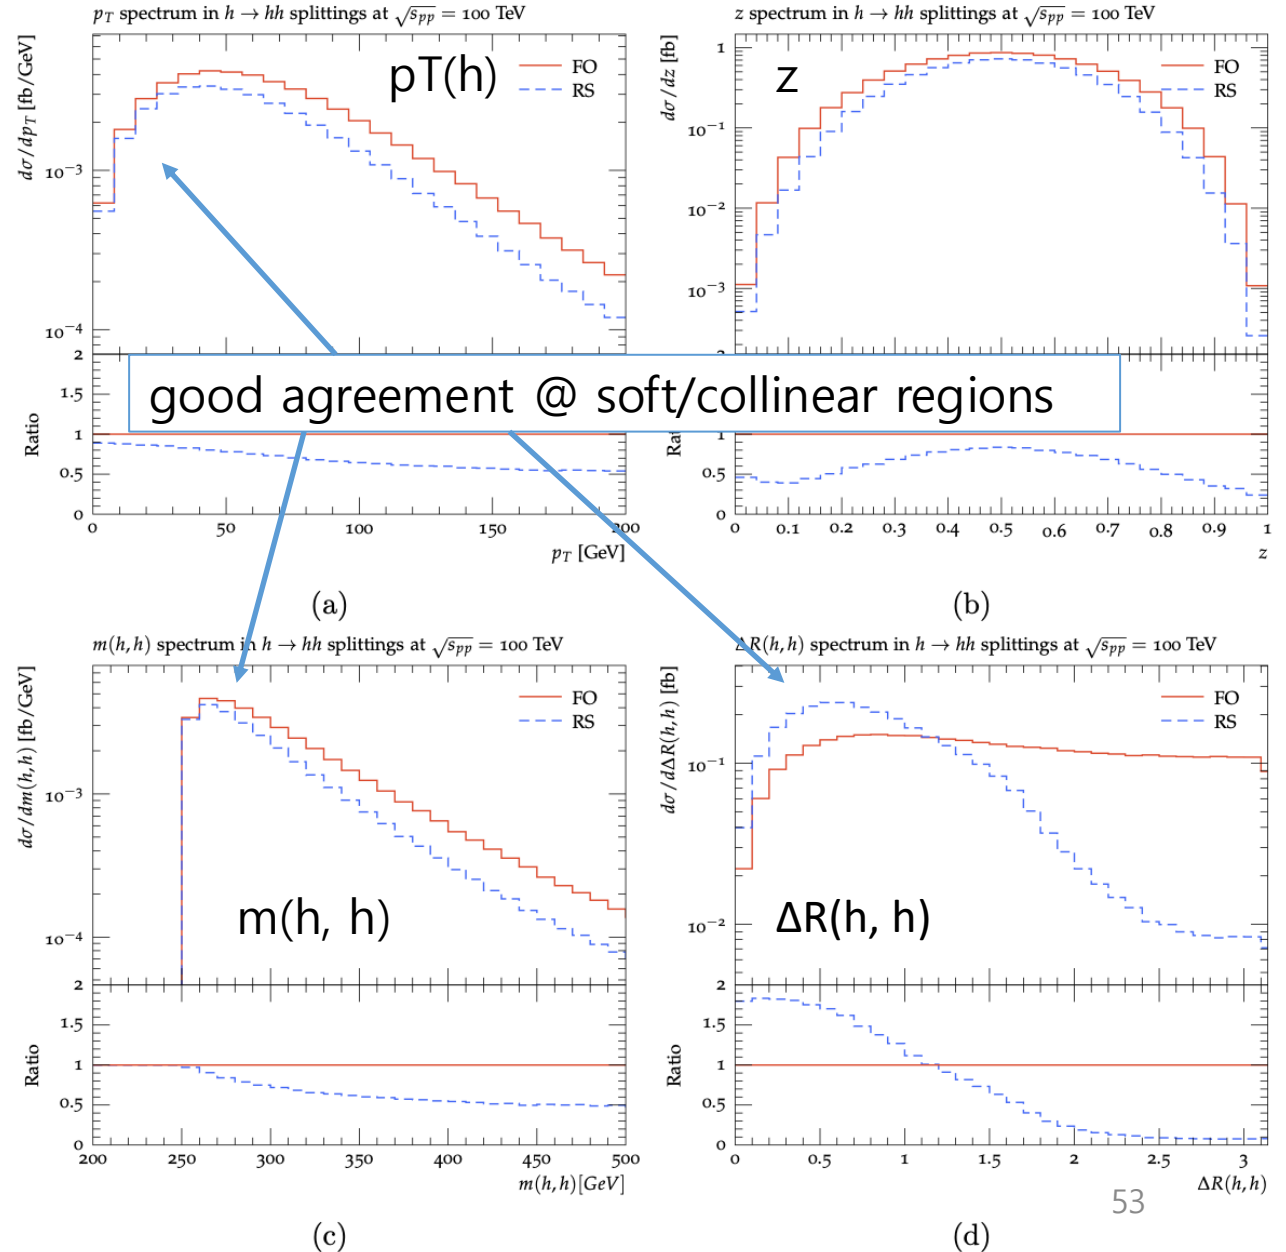 p_T spectrum in h → hh splittings at √s_pp = 100 TeV
dσ/dp_T [fb/GeV]
pT(h)
FO
RS
10⁻³
10⁻⁴
2
1.5
1
0.5
0
Ratio
0 50 100 150 200
p_T [GeV]
(a)
z spectrum in h → hh splittings at √s_pp = 100 TeV
dσ/dz [fb]
z
FO
RS
1
10⁻¹
10⁻²
10⁻³
2
good agreement @ soft/collinear regions
1
0.5
0
0 0.1 0.2 0.3 0.4 0.5 0.6 0.7 0.8 0.9 1
z
(b)
m(h,h) spectrum in h → hh splittings at √s_pp = 100 TeV
dσ/dm(h,h) [fb/GeV]
FO
RS
10⁻³
m(h, h)
10⁻⁴
2
1.5
1
0.5
0
Ratio
200 250 300 350 400 450 500
m(h,h)[GeV]
(c)
ΔR(h,h) spectrum in h → hh splittings at √s_pp = 100 TeV
dσ/dΔR(h,h) [fb]
FO
RS
10⁻¹
ΔR(h, h)
10⁻²
2
1.5
1
0.5
0
Ratio
0 0.5 1 1.5 2 2.5 3
ΔR(h,h)
53
(d)